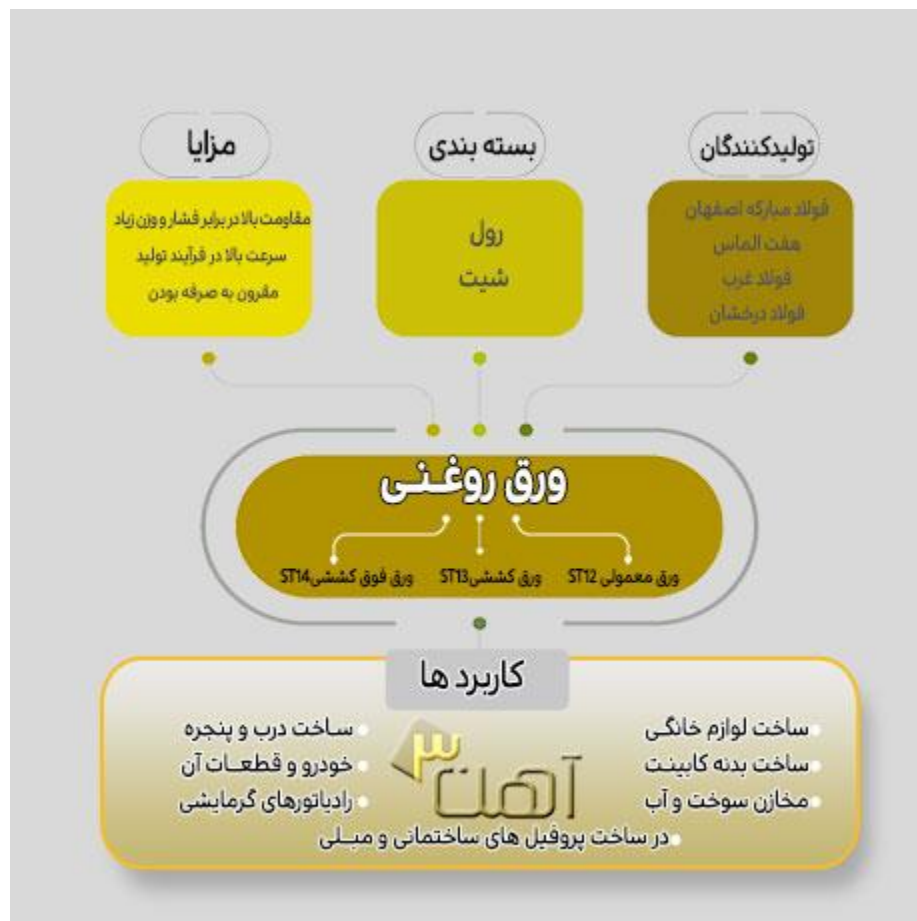 تولیدکنندگان
فولاد مبارکه اصفهان
هفت الماس
فولاد غرب
فولاد درخشان
بسته بندی
رول
شیت
مزایا
مقاومت بالا در برابر فشار و وزن زیاد
سرعت بالا در فرآیند تولید
مقرون به صرفه بودن
ورق روغنی
ورق معمولی ST12
ورق کششی ST13
ورق فوق کششی ST14
کاربرد ها
ساخت لوازم خانگی
ساخت بدنه کابینت
مخازن سوخت و آب
آهن ۳
ساخت درب و پنجره
خودرو و قطعات آن
رادیاتورهای گرمایشی
در ساخت پروفیل های ساختمانی و مبلی